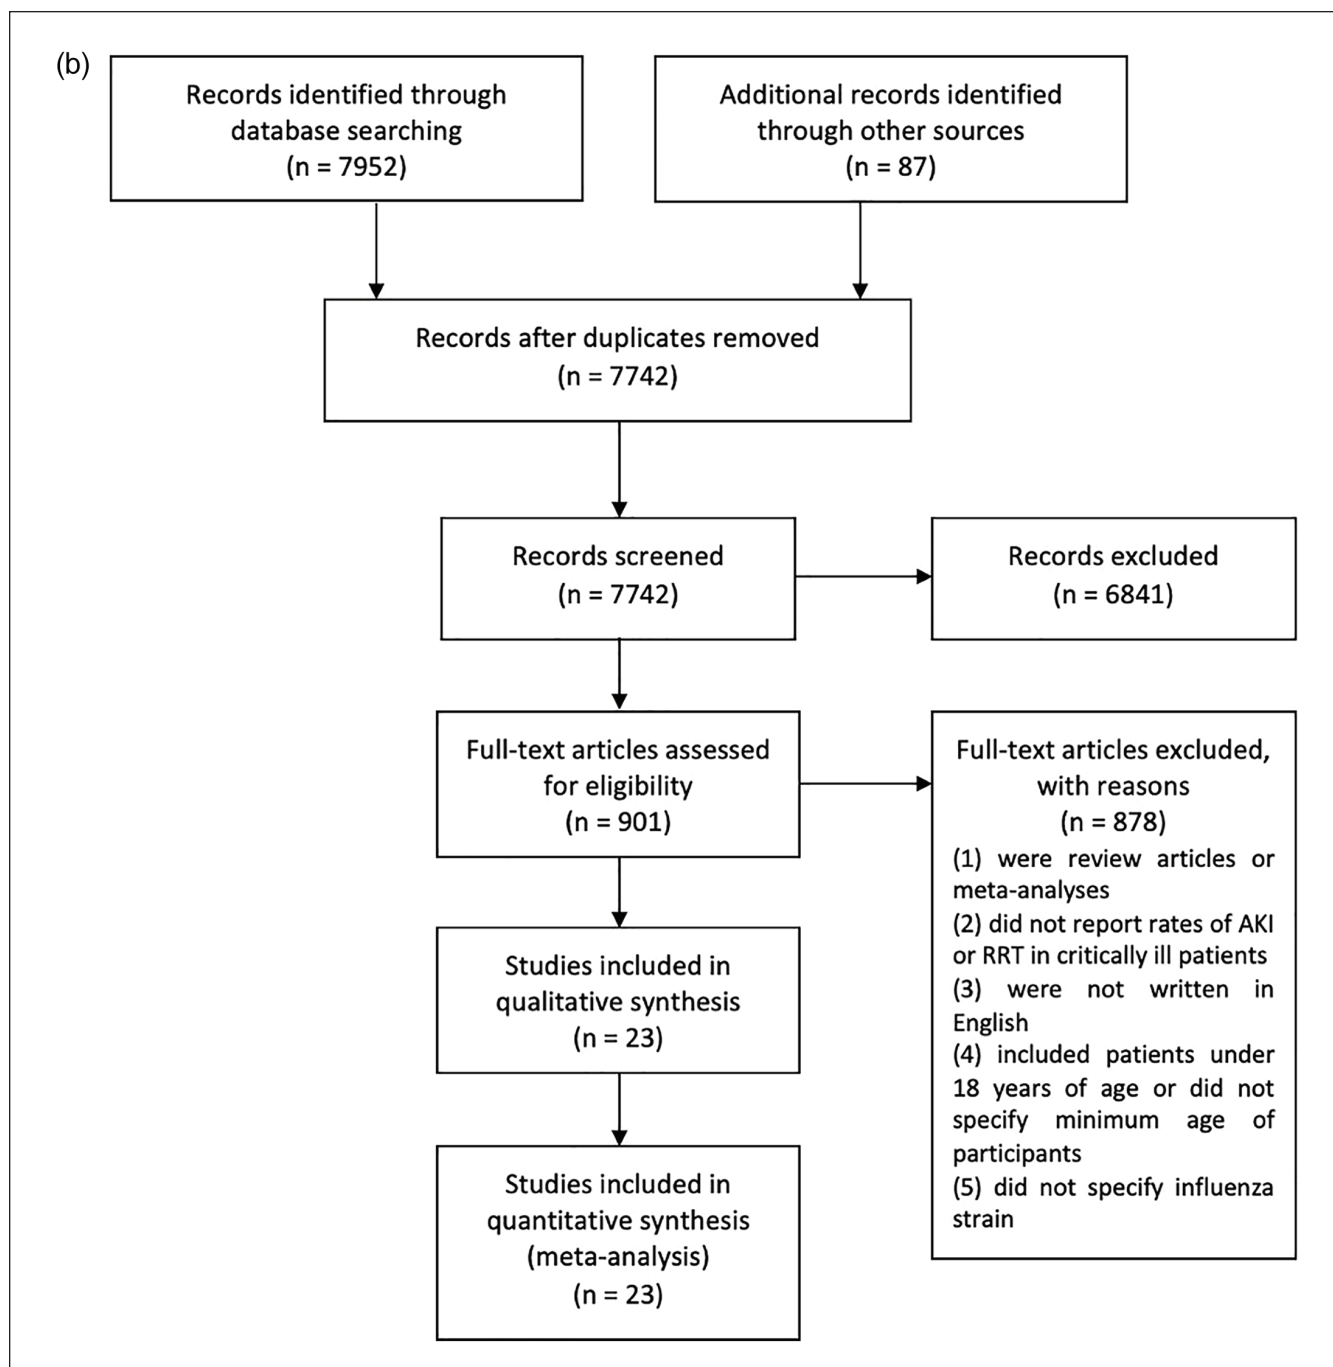 (b)
Records identified through
database searching
(n = 7952)
Additional records identified
through other sources
(n = 87)
Records after duplicates removed
(n = 7742)
Records screened
(n = 7742)
Records excluded
(n = 6841)
Full-text articles assessed
for eligibility
(n = 901)
Full-text articles excluded,
with reasons
(n = 878)
(1) were review articles or
meta-analyses
(2) did not report rates of AKI
or RRT in critically ill patients
(3) were not written in
English
(4) included patients under
18 years of age or did not
specify minimum age of
participants
(5) did not specify influenza
strain
Studies included in
qualitative synthesis
(n = 23)
Studies included in
quantitative synthesis
(meta-analysis)
(n = 23)